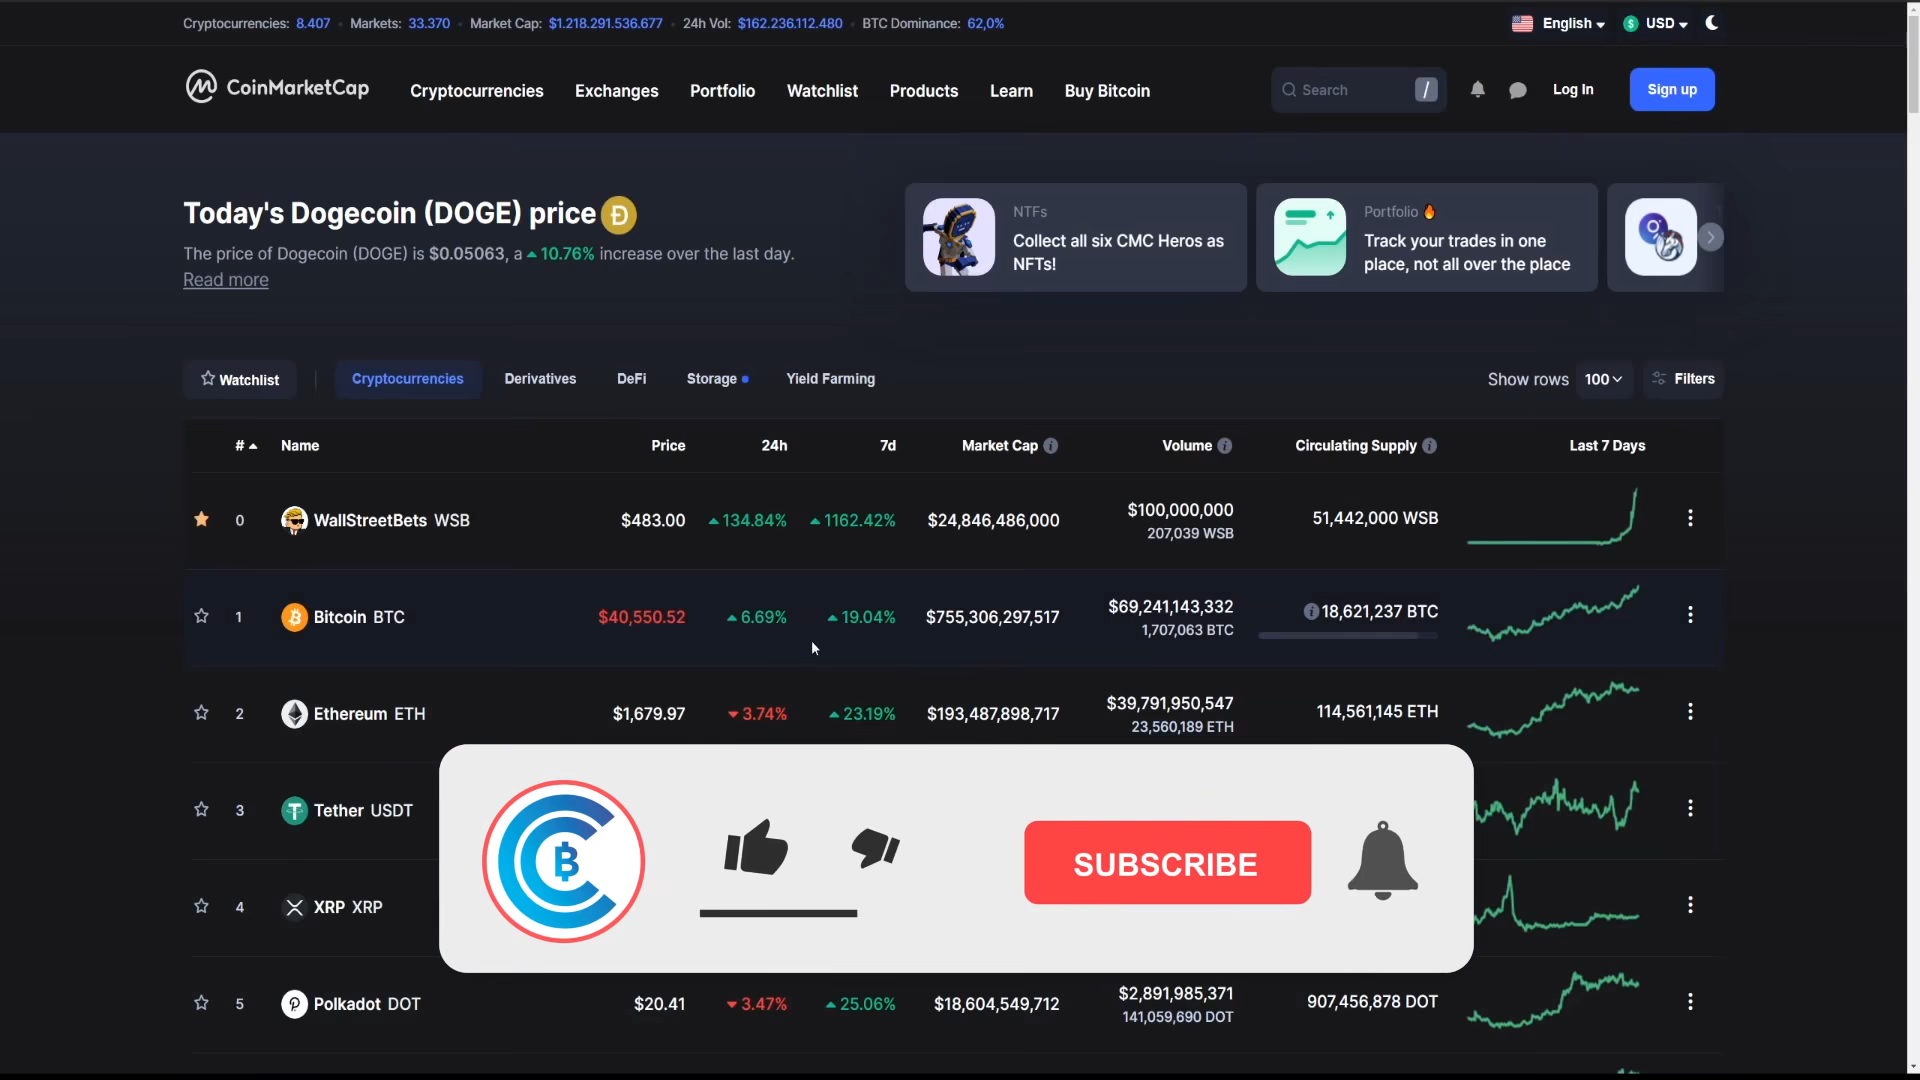 Cryptocurrencies: 8.407 Markets: 33.370 Market Cap: $1.218.291.536.677 24h Vol: $162.236.112.480 BTC Dominance: 62,0% English USD
CoinMarketCap Cryptocurrencies Exchanges Portfolio Watchlist Products Learn Buy Bitcoin Search / Log In Sign up
Today's Dogecoin (DOGE) price
The price of Dogecoin (DOGE) is $0.05063, a 10.76% increase over the last day.
Read more
NTFs
Collect all six CMC Heros as
NFTs!
Portfolio
Track your trades in one
place, not all over the place
Watchlist Cryptocurrencies Derivatives DeFi Storage Yield Farming Show rows 100 Filters
# Name Price 24h 7d Market Cap Volume Circulating Supply Last 7 Days
0 WallStreetBets WSB $483.00 134.84% 1162.42% $24,846,486,000 $100,000,000 51,442,000 WSB
207,039 WSB
1 Bitcoin BTC $40,550.52 6.69% 19.04% $755,306,297,517 $69,241,143,332 18,621,237 BTC
1,707,063 BTC
2 Ethereum ETH $1,679.97 3.74% 23.19% $193,487,898,717 $39,791,950,547 114,561,145 ETH
23,560,189 ETH
3 Tether USDT
SUBSCRIBE
4 XRP XRP
5 Polkadot DOT $20.41 3.47% 25.06% $18,604,549,712 $2,891,985,371 907,456,878 DOT
141,059,690 DOT